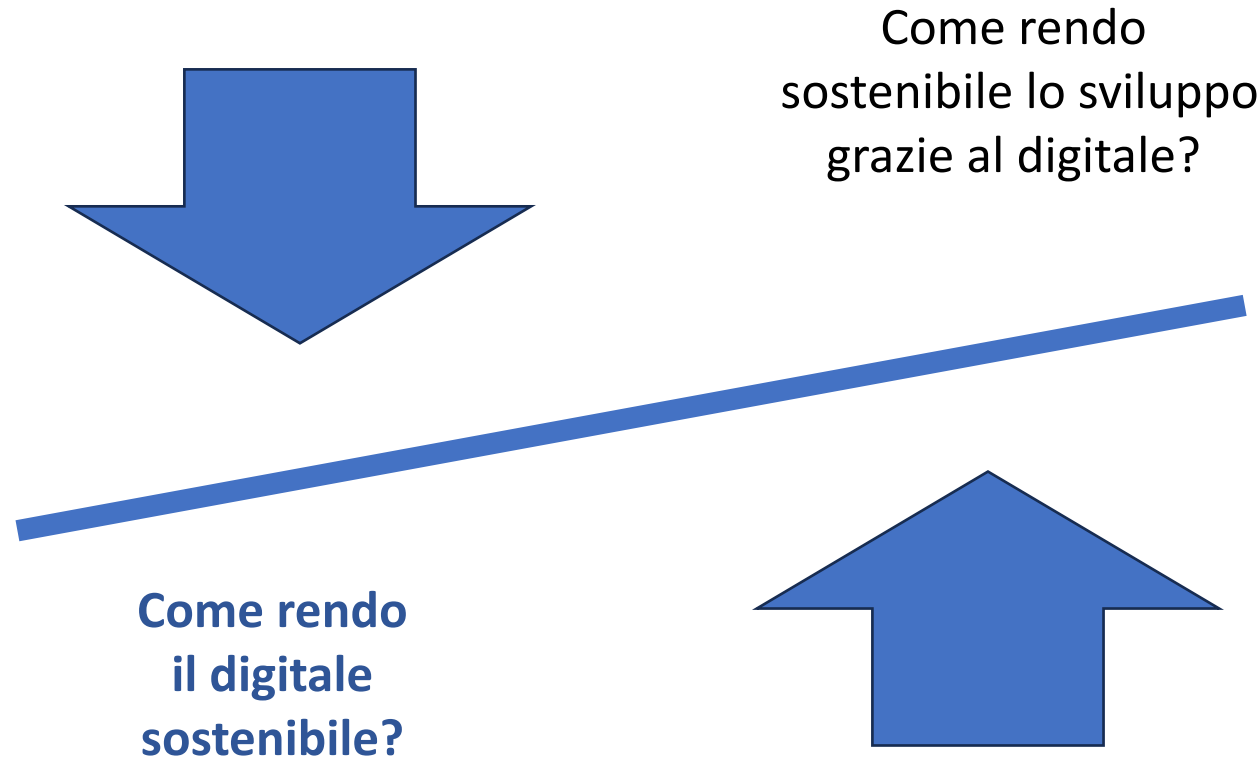 Come rendo
sostenibile lo sviluppo
grazie al digitale?
Come rendo
il digitale
sostenibile?